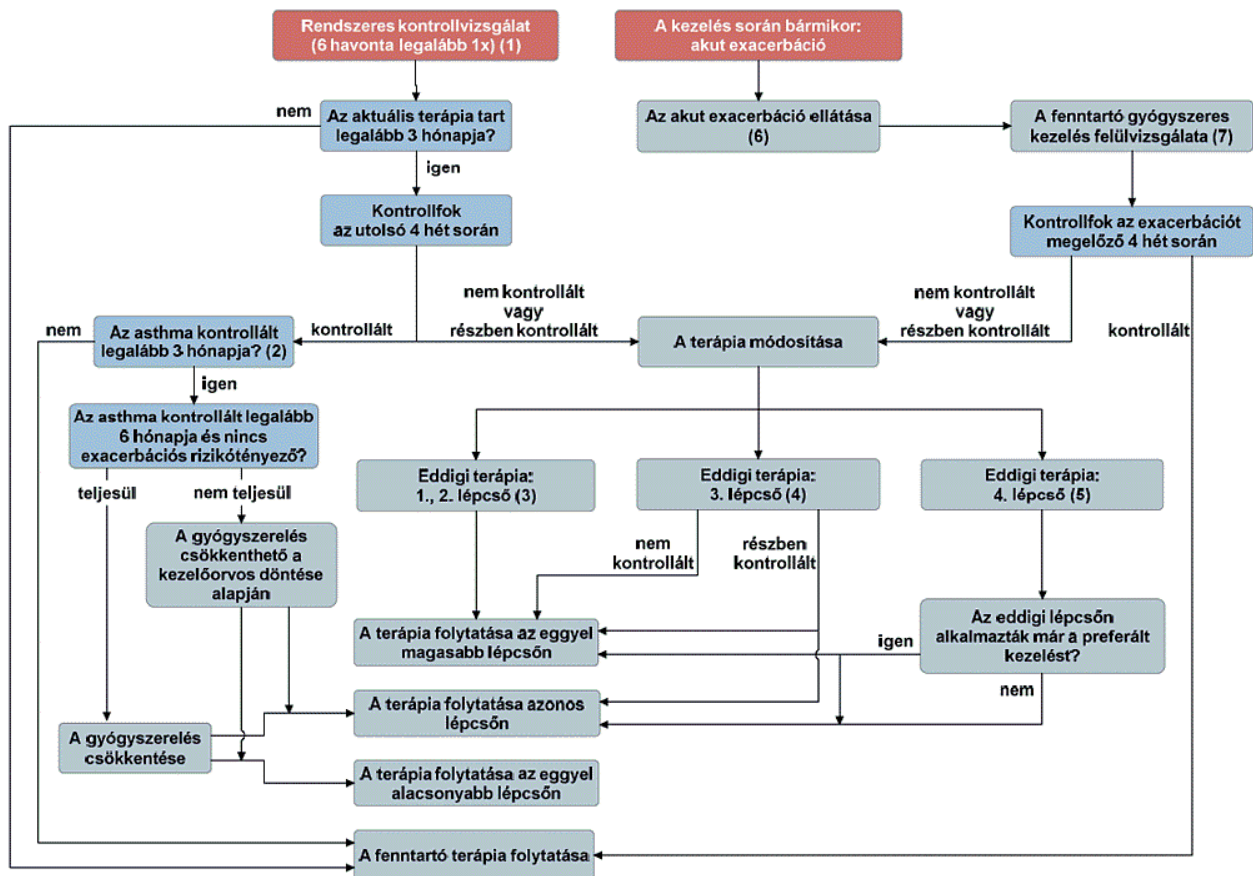 Rendszeres kontrollvizsgálat
(6 havonta legalább 1x) (1)
A kezelés során bármikor:
akut exacerbáció
nem
Az aktuális terápia tart
legalább 3 hónapja?
Az akut exacerbáció ellátása
(6)
A fenntartó gyógyszeres
kezelés felülvizsgálata (7)
igen
Kontrollfok
az utolsó 4 hét során
Kontrollfok az exacerbációt
megelőző 4 hét során
nem kontrollált
vagy
részben kontrollált
nem kontrollált
vagy
részben kontrollált
nem
Az asthma kontrollált
legalább 3 hónapja? (2)
kontrollált
A terápia módosítása
kontrollált
igen
Az asthma kontrollált legalább
6 hónapja és nincs
exacerbációs rizikótényező?
Eddigi terápia:
1., 2. lépcső (3)
Eddigi terápia:
3. lépcső (4)
Eddigi terápia:
4. lépcső (5)
teljesül
nem teljesül
A gyógyszerelés
csökkenthető a
kezelőorvos döntése
alapján
nem
kontrollált
részben
kontrollált
A terápia folytatása az eggyel
magasabb lépcsőn
igen
Az eddigi lépcsőn
alkalmazták már a preferált
kezelést?
nem
A terápia folytatása azonos
lépcsőn
A gyógyszerelés
csökkentése
A terápia folytatása az eggyel
alacsonyabb lépcsőn
A fenntartó terápia folytatása